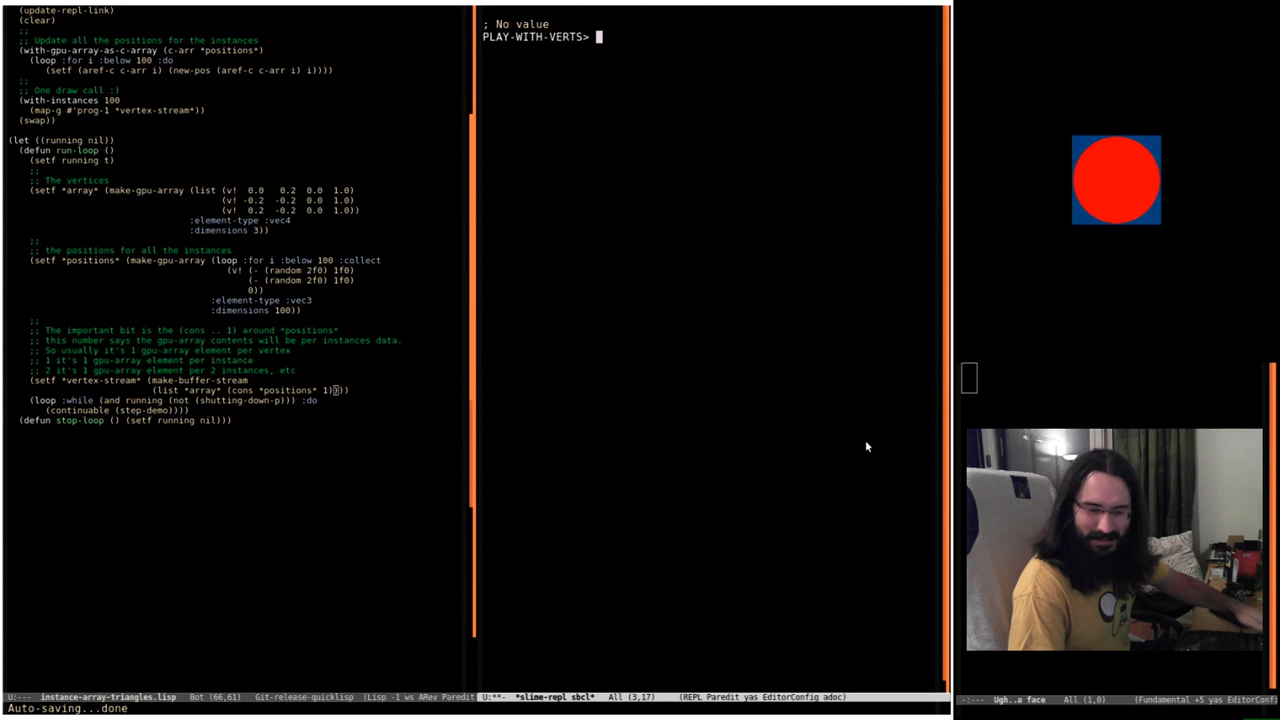 (update-repl-link)
(clear)
;;
;; Update all the positions for the instances
(with-gpu-array-as-c-array (c-arr *positions*)
(loop :for i :below 100 :do
(setf (aref-c c-arr i) (new-pos (aref-c c-arr i) i))))
;;
;; One draw call :)
(with-instances 100
(map-g #'prog-1 *vertex-stream*))
(swap))
(let ((running nil))
(defun run-loop ()
(setf running t)
;;
;; The vertices
(setf *array* (make-gpu-array (list (v! 0.0 0.2 0.0 1.0)
(v! -0.2 -0.2 0.0 1.0)
(v! 0.2 -0.2 0.0 1.0))
:element-type :vec4
:dimensions 3))
;;
;; the positions for all the instances
(setf *positions* (make-gpu-array (loop :for i :below 100 :collect
(v! (- (random 2f0) 1f0)
(- (random 2f0) 1f0)
0))
:element-type :vec3
:dimensions 100))
;;
;; The important bit is the (cons .. 1) around *positions*
;; this number says the gpu-array contents will be per instances data.
;; So usually it's 1 gpu-array element per vertex
;; 1 it's 1 gpu-array element per instance
;; 2 it's 1 gpu-array element per 2 instances, etc
(setf *vertex-stream* (make-buffer-stream
(list *array* (cons *positions* 1))))
(loop :while (and running (not (shutting-down-p))) :do
(continuable (step-demo))))
(defun stop-loop () (setf running nil)))
U:--- instance-array-triangles.lisp Bot (66,61) Git-release-quicklisp (Lisp -1 ws ARev Paredit
Auto-saving...done
; No value
PLAY-WITH-VERTS>
U:**- *slime-repl sbcl* All (3,17) (REPL Paredit yas EditorConfig adoc)
-:--- Ugh..a face All (1,0) (Fundamental +5 yas EditorConf